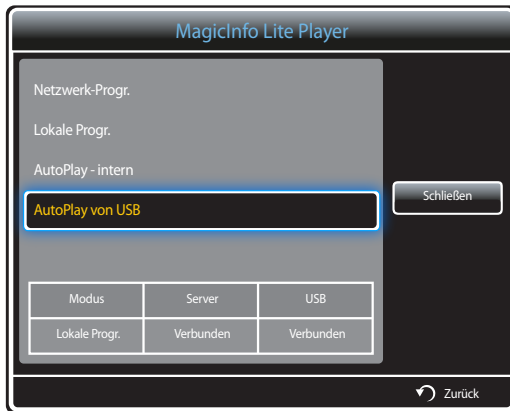 MagicInfo Lite Player
Netzwerk-Progr.
Lokale Progr.
AutoPlay - intern
AutoPlay von USB
Schließen
Modus Server USB
Lokale Progr. Verbunden Verbunden
Zurück